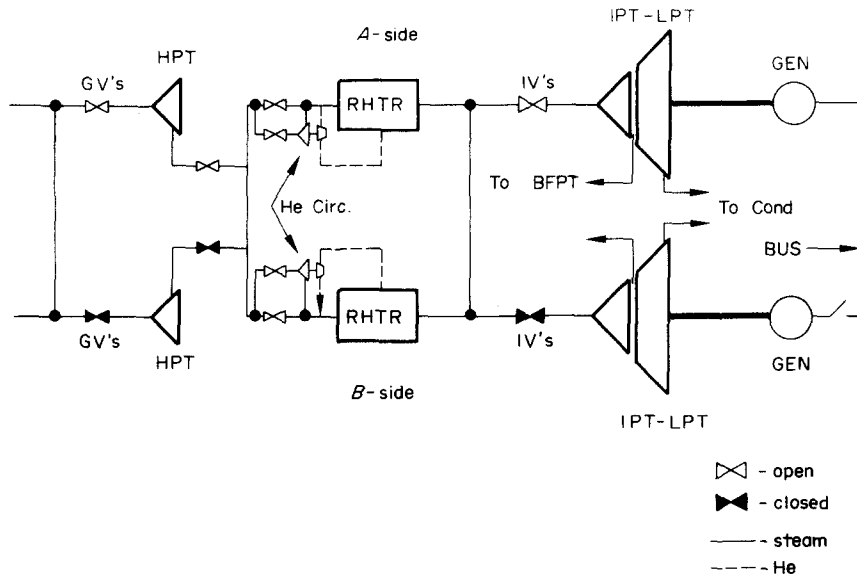 A-side
IPT-LPT
HPT
GEN
GV's
IV's
RHTR
To BFPT
He Circ.
To Cond
BUS
RHTR
GV's
IV's
HPT
GEN
B-side
IPT-LPT
- open
- closed
- steam
- He